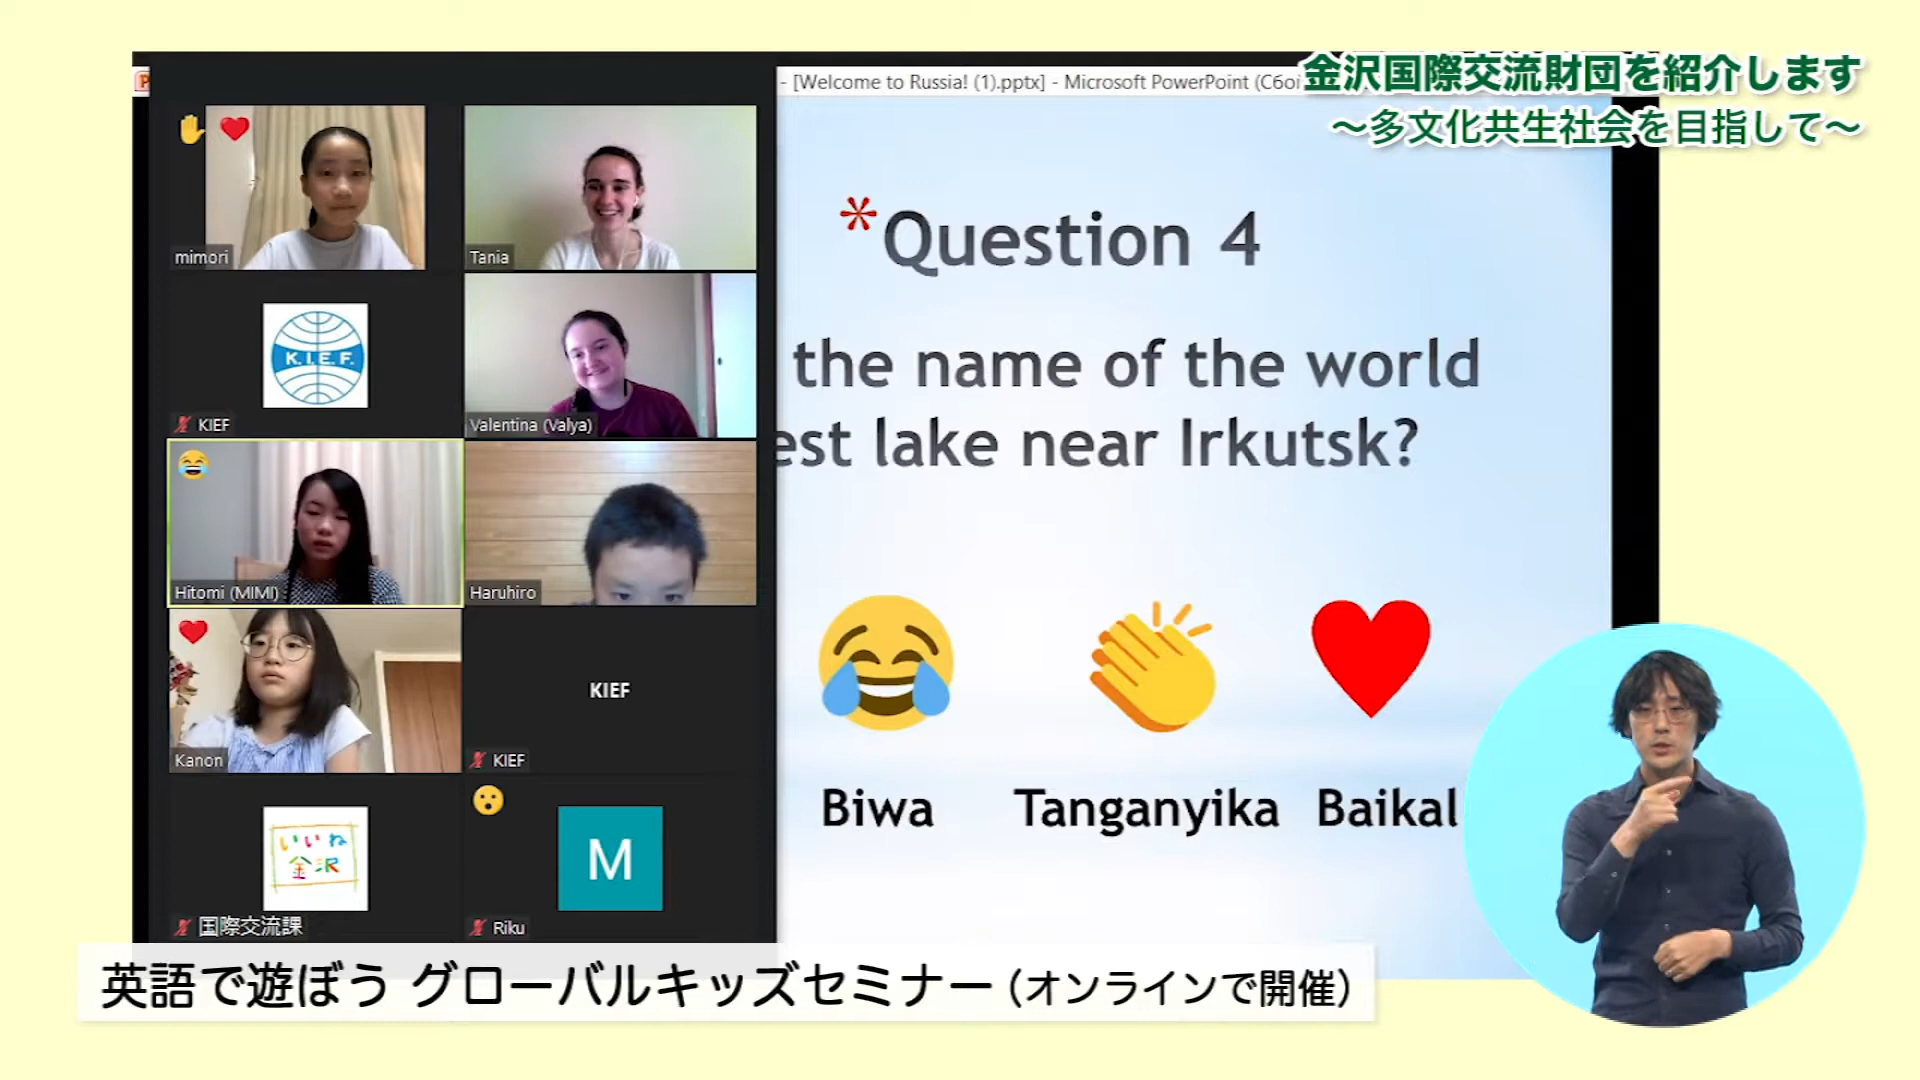 金沢国際交流財団を紹介します
～多文化共生社会を目指して～
- [Welcome to Russia! (1).pptx] - Microsoft PowerPoint (C6
mimori
Tania
K.I.E.F.
KIEF
Valentina (Valya)
Hitomi (MIMI)
Haruhiro
Kanon
KIEF
KIEF
いいね
金沢
国際交流課
M
Riku
*Question 4
the name of the world
est lake near Irkutsk?
Biwa Tanganyika Baikal
英語で遊ぼう グローバルキッズセミナー（オンラインで開催）